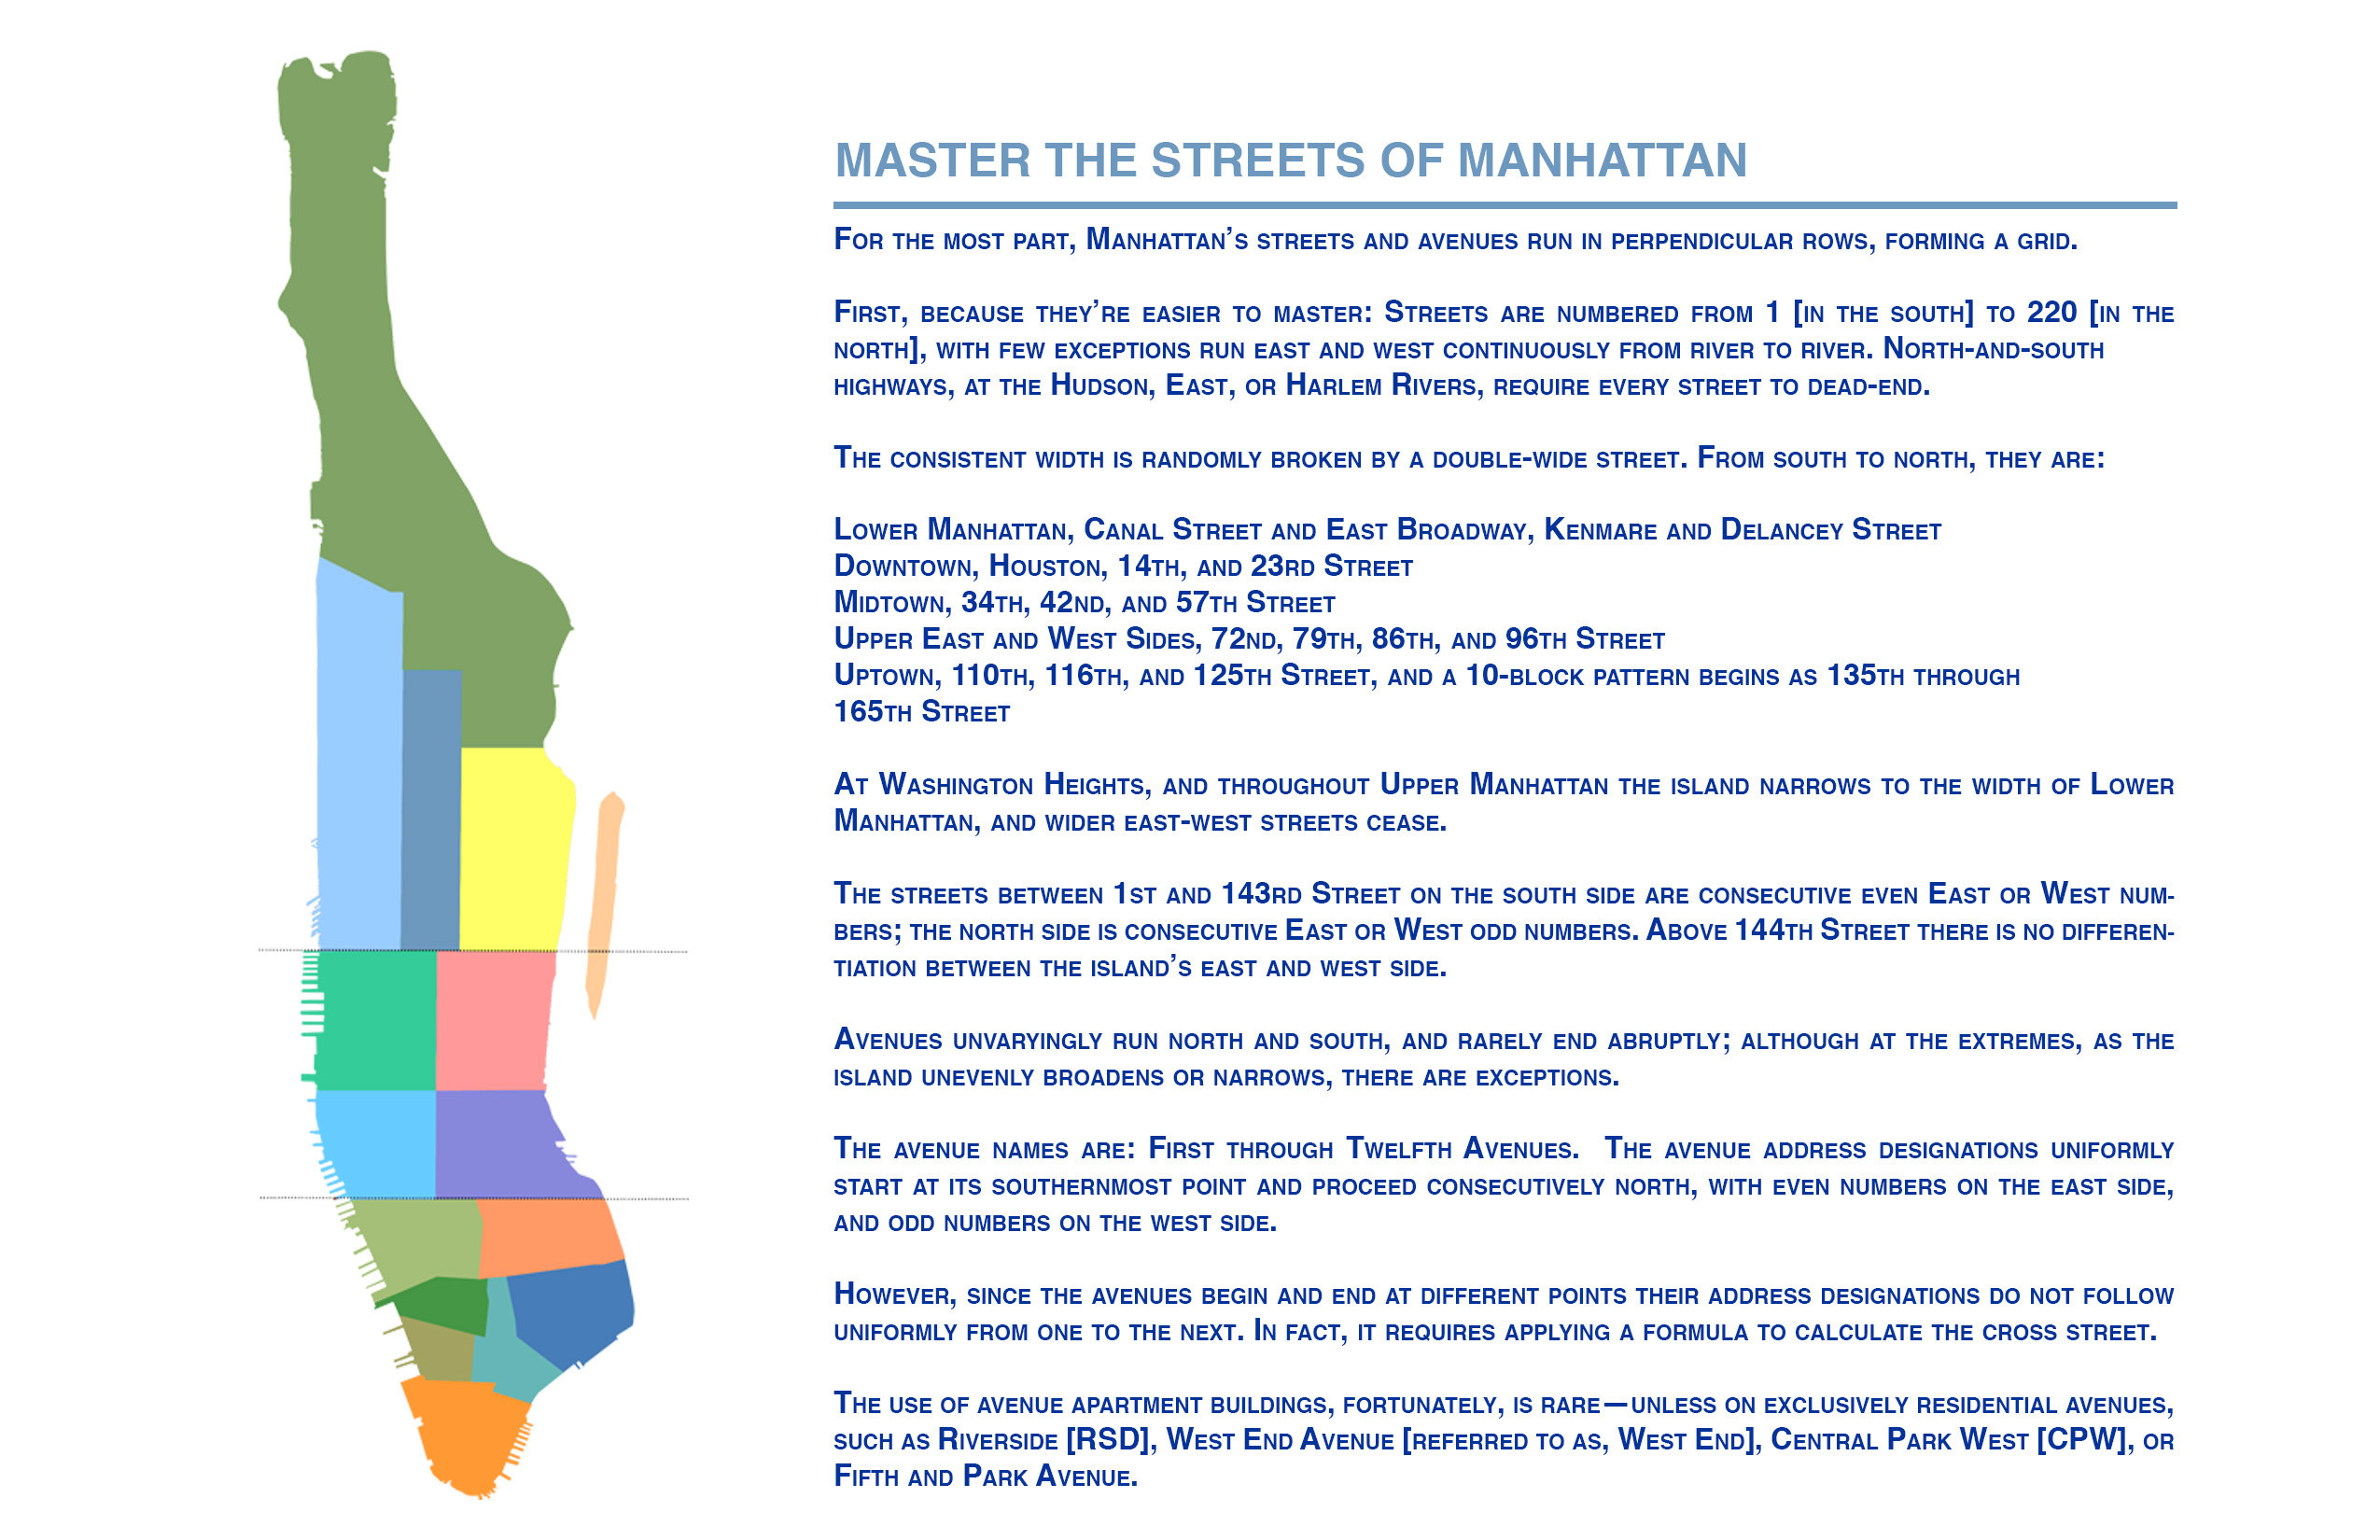 MASTER THE STREETS OF MANHATTAN
For the most part, Manhattan’s streets and avenues run in perpendicular rows, forming a grid.
First, because they’re easier to master: Streets are numbered from 1 [in the south] to 220 [in the
north], with few exceptions run east and west continuously from river to river. North-and-south
highways, at the Hudson, East, or Harlem Rivers, require every street to dead-end.
The consistent width is randomly broken by a double-wide street. From south to north, they are:
Lower Manhattan, Canal Street and East Broadway, Kenmare and Delancey Street
Downtown, Houston, 14th, and 23rd Street
Midtown, 34th, 42nd, and 57th Street
Upper East and West Sides, 72nd, 79th, 86th, and 96th Street
Uptown, 110th, 116th, and 125th Street, and a 10-block pattern begins as 135th through
165th Street
At Washington Heights, and throughout Upper Manhattan the island narrows to the width of Lower
Manhattan, and wider east-west streets cease.
The streets between 1st and 143rd Street on the south side are consecutive even East or West num-
bers; the north side is consecutive East or West odd numbers. Above 144th Street there is no differen-
tiation between the island’s east and west side.
Avenues unvaryingly run north and south, and rarely end abruptly; although at the extremes, as the
island unevenly broadens or narrows, there are exceptions.
The avenue names are: First through Twelfth Avenues.  The avenue address designations uniformly
start at its southernmost point and proceed consecutively north, with even numbers on the east side,
and odd numbers on the west side.
However, since the avenues begin and end at different points their address designations do not follow
uniformly from one to the next. In fact, it requires applying a formula to calculate the cross street.
The use of avenue apartment buildings, fortunately, is rare—unless on exclusively residential avenues,
such as Riverside [RSD], West End Avenue [referred to as, West End], Central Park West [CPW], or
Fifth and Park Avenue.